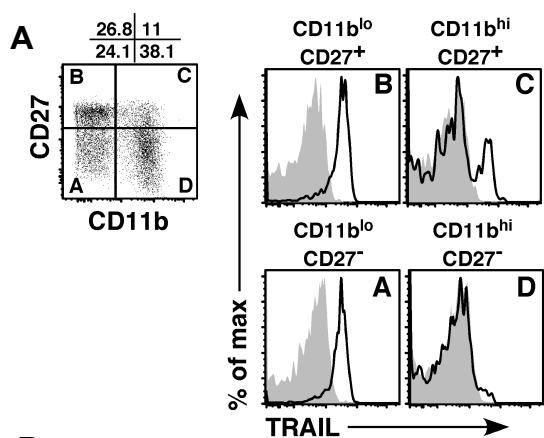 A
26.8 11
24.1 38.1
B C
A D
CD27
CD11b
CD11blo
CD27+
CD11bhi
CD27+
B
C
CD11blo
CD27-
CD11bhi
CD27-
A
D
% of max
TRAIL